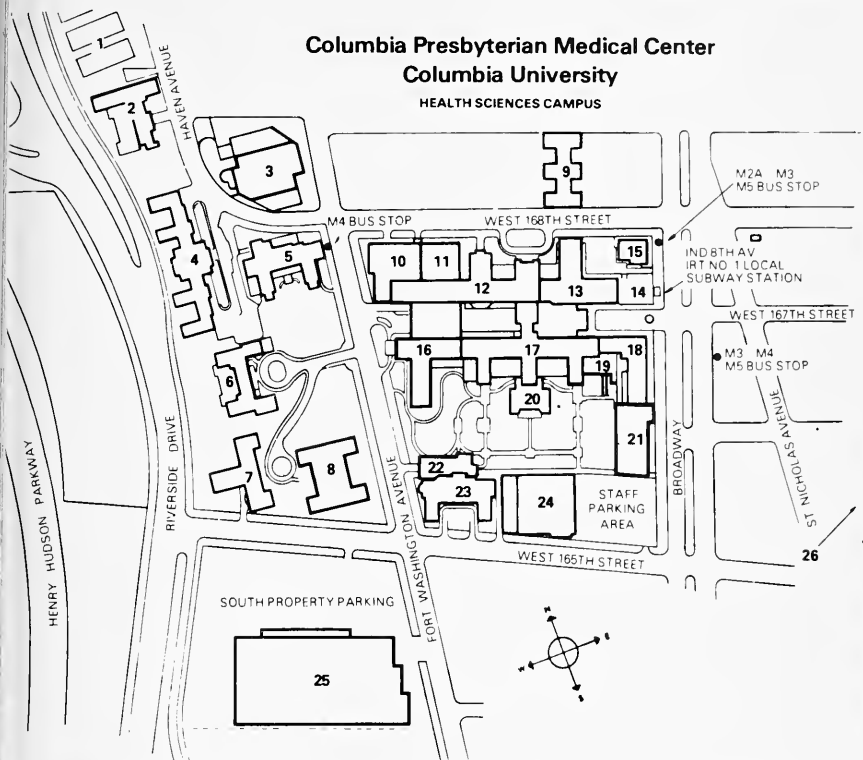 Columbia Presbyterian Medical Center
Columbia University
HEALTH SCIENCES CAMPUS
1
2
HAVEN AVENUE
3
9
M2A M3
M5 BUS STOP
M4 BUS STOP
WEST 168TH STREET
4
5
10
11
12
13
14
15
IND 8TH AV
IRT NO. 1 LOCAL
SUBWAY STATION
WEST 167TH STREET
16
17
18
19
M3 M4
M5 BUS STOP
6
20
21
7
8
22
23
24
STAFF
PARKING
AREA
BROADWAY
ST NICHOLAS AVENUE
26
HENRY HUDSON PARKWAY
RIVERSIDE DRIVE
FORT WASHINGTON AVENUE
WEST 165TH STREET
SOUTH PROPERTY PARKING
25
N
E
W
S